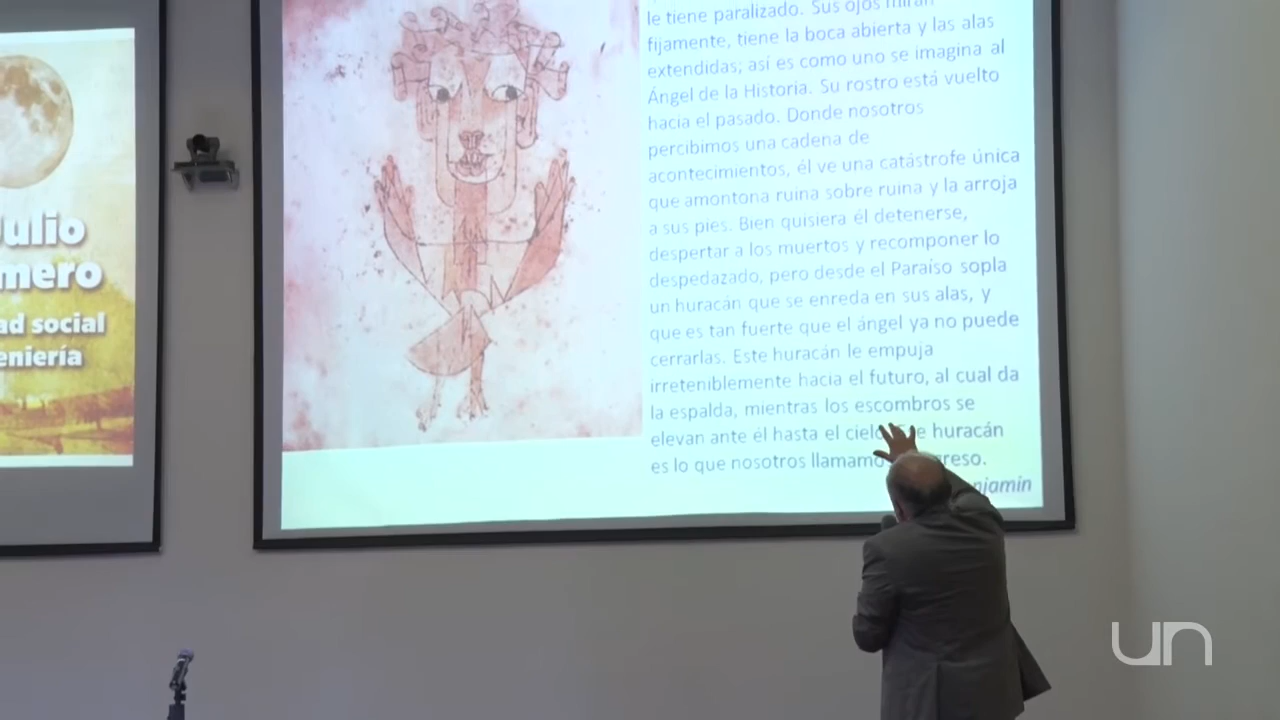 Julio
mero
ad social
eniería
le tiene paralizado. Sus ojos miran
fijamente, tiene la boca abierta y las alas
extendidas; así es como uno se imagina al
Ángel de la Historia. Su rostro está vuelto
hacia el pasado. Donde nosotros
percibimos una cadena de
acontecimientos, él ve una catástrofe única
que amontona ruina sobre ruina y la arroja
a sus pies. Bien quisiera él detenerse,
despertar a los muertos y recomponer lo
despedazado, pero desde el Paraíso sopla
un huracán que se enreda en sus alas, y
que es tan fuerte que el ángel ya no puede
cerrarlas. Este huracán le empuja
irreteniblemente hacia el futuro, al cual da
la espalda, mientras los escombros se
elevan ante él hasta el cielo. huracán
es lo que nosotros llamamo greso.
njamin
un